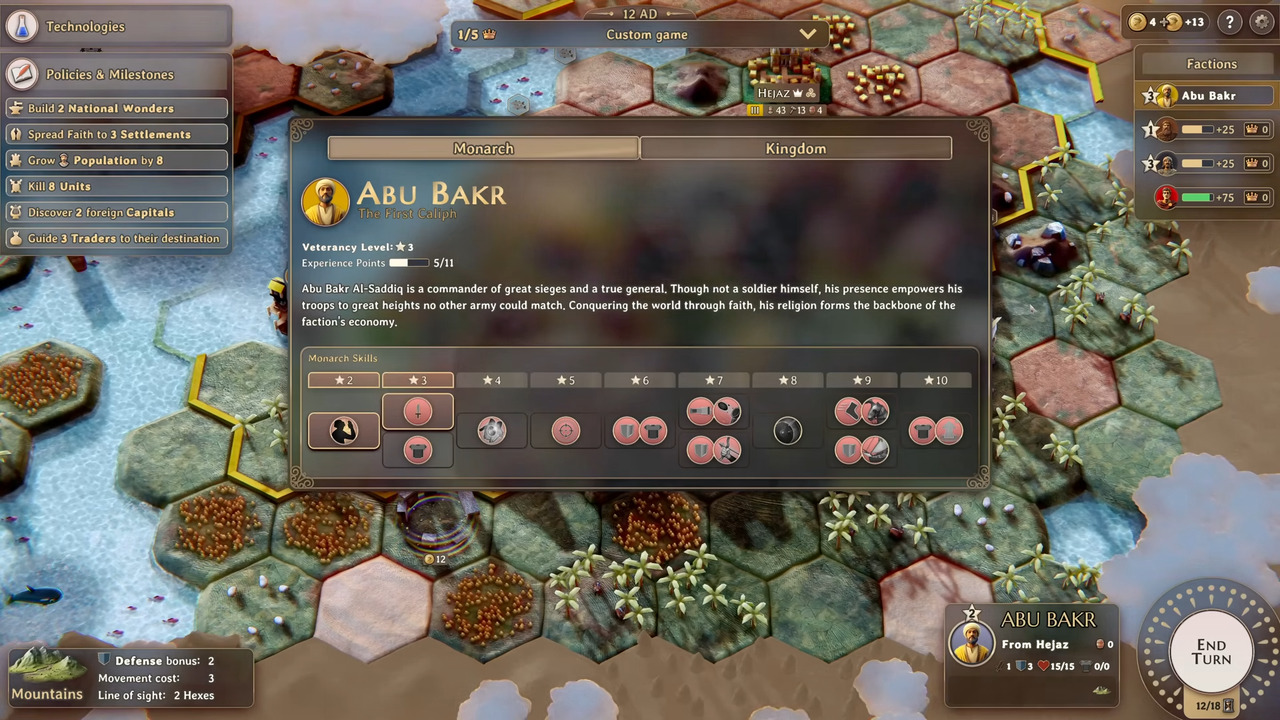 Technologies
Policies & Milestones
Build 2 National Wonders
Spread Faith to 3 Settlements
Grow Population by 8
Kill 8 Units
Discover 2 foreign Capitals
Guide 3 Traders to their destination
12 AD
1/5
Custom game
4
+13
?
Factions
3
Abu Bakr
1
+25
0
3
+25
0
+75
0
Hejaz
III
43
13
4
Monarch
Kingdom
Abu Bakr
The First Caliph
Veterancy Level: ★ 3
Experience Points 5/11
Abu Bakr Al-Saddiq is a commander of great sieges and a true general. Though not a soldier himself, his presence empowers his
troops to great heights no other army could match. Conquering the world through faith, his religion forms the backbone of the
faction's economy.
Monarch Skills
★2
★3
★4
★5
★6
★7
★8
★9
★10
12
Mountains
Defense bonus: 2
Movement cost: 3
Line of sight: 2 Hexes
2
Abu Bakr
From Hejaz
0
1
3
15/15
0/0
End
Turn
12/18